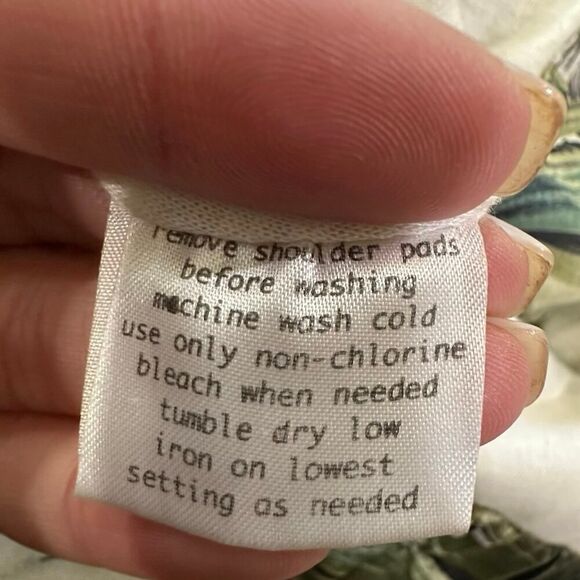 remove shoulder pads
before washing
machine wash cold
use only non-chlorine
bleach when needed
tumble dry low
iron on lowest
setting as needed